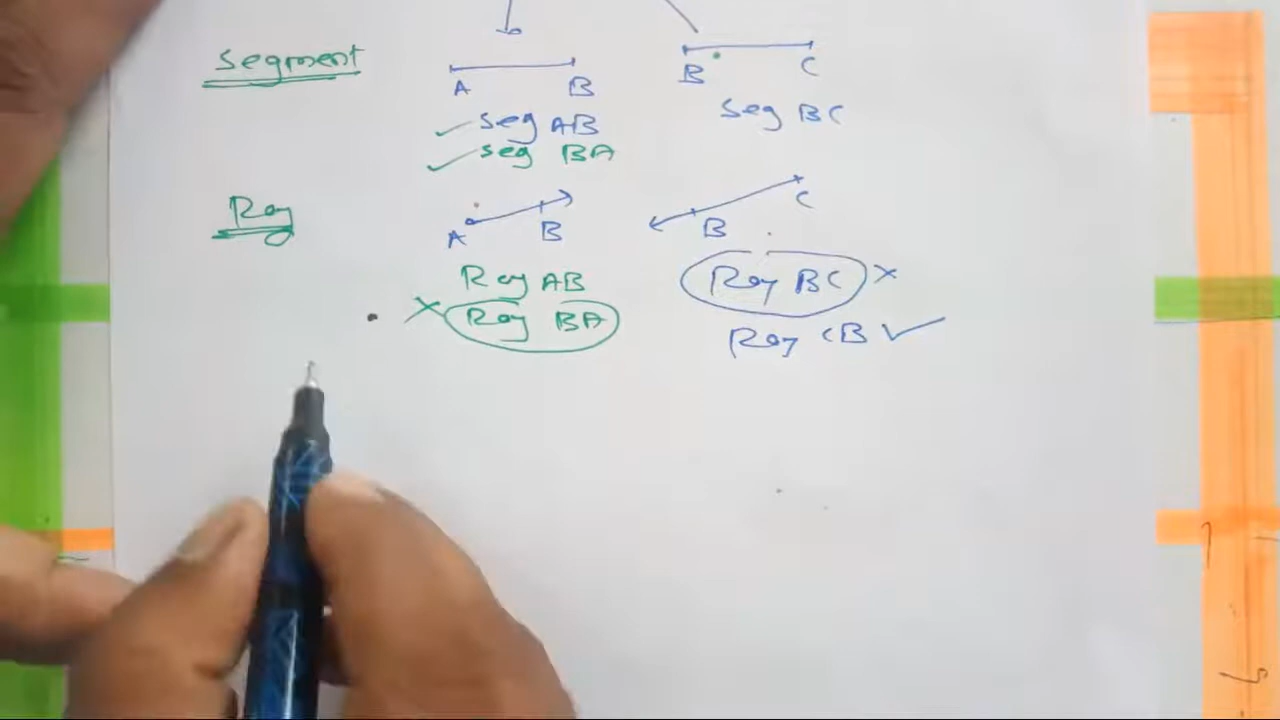 Segment
A B
B C
Seg AB
Seg BA
Seg BC
Ray
A B
B C
Ray AB
× Ray BA
Ray BC ×
Ray CB ✓